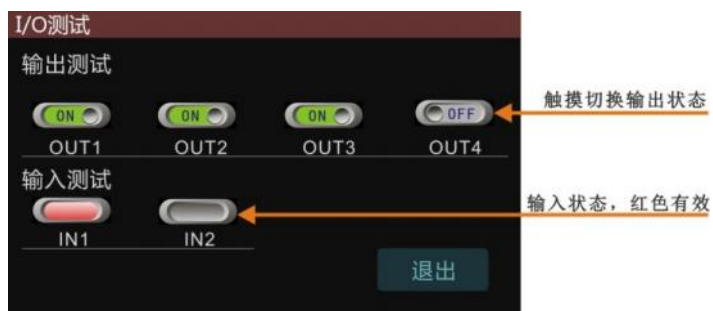 I/O测试
输出测试
ON ON ON OFF
触摸切换输出状态
OUT1 OUT2 OUT3 OUT4
输入测试
输入状态，红色有效
IN1 IN2
退出